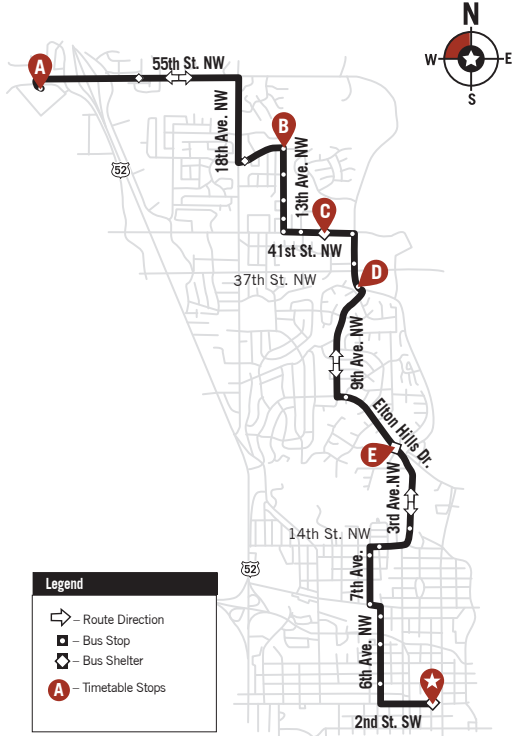 N
W
E
S
A
55th St. NW
18th Ave. NW
B
13th Ave. NW
52
C
41st St. NW
37th St. NW
D
9th Ave. NW
Elton Hills Dr.
E
3rd Ave.NW
14th St. NW
52
7th Ave.
6th Ave. NW
2nd St. SW
Legend
– Route Direction
– Bus Stop
– Bus Shelter
A – Timetable Stops